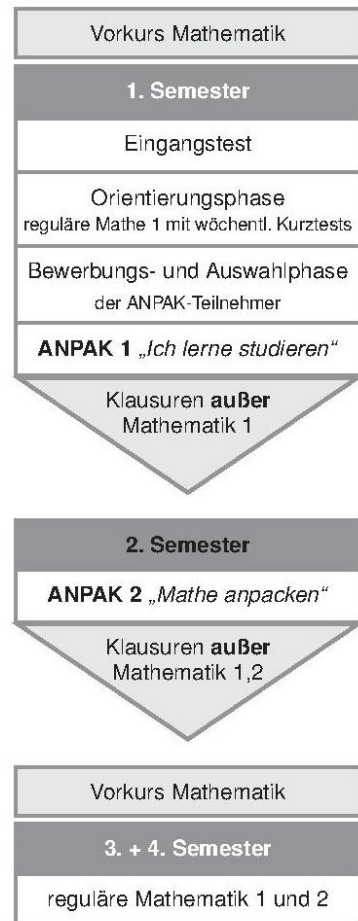 Vorkurs Mathematik
1. Semester
Eingangstest
Orientierungsphase
reguläre Mathe 1 mit wöchentl. Kurztests
Bewerbungs- und Auswahlphase
der ANPAK-Teilnehmer
ANPAK 1 „Ich lerne studieren“
Klausuren außer
Mathematik 1
2. Semester
ANPAK 2 „Mathe anpacken“
Klausuren außer
Mathematik 1,2
Vorkurs Mathematik
3. + 4. Semester
reguläre Mathematik 1 und 2